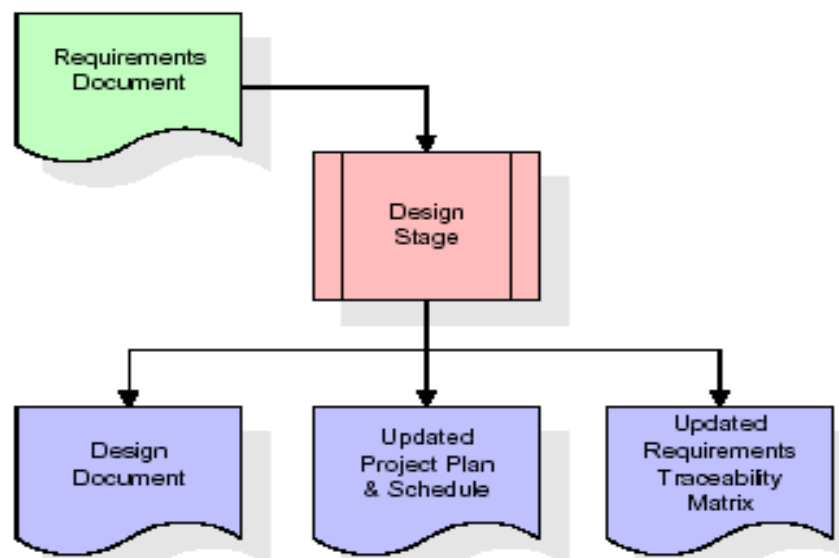 Requirements
Document
Design
Stage
Design
Document
Updated
Project Plan
& Schedule
Updated
Requirements
Traceability
Matrix